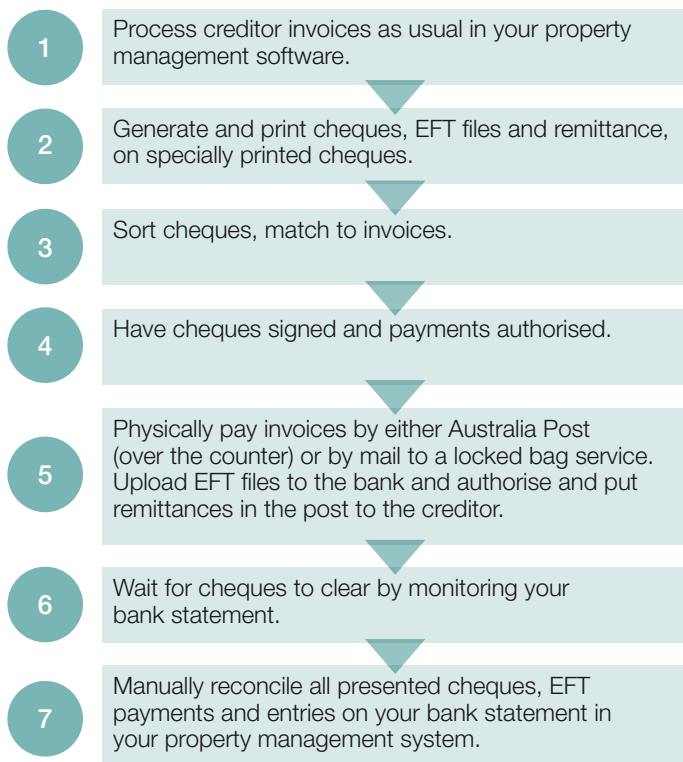 1
Process creditor invoices as usual in your property
management software.
2
Generate and print cheques, EFT files and remittance,
on specially printed cheques.
3
Sort cheques, match to invoices.
4
Have cheques signed and payments authorised.
5
Physically pay invoices by either Australia Post
(over the counter) or by mail to a locked bag service.
Upload EFT files to the bank and authorise and put
remittances in the post to the creditor.
6
Wait for cheques to clear by monitoring your
bank statement.
7
Manually reconcile all presented cheques, EFT
payments and entries on your bank statement in
your property management system.